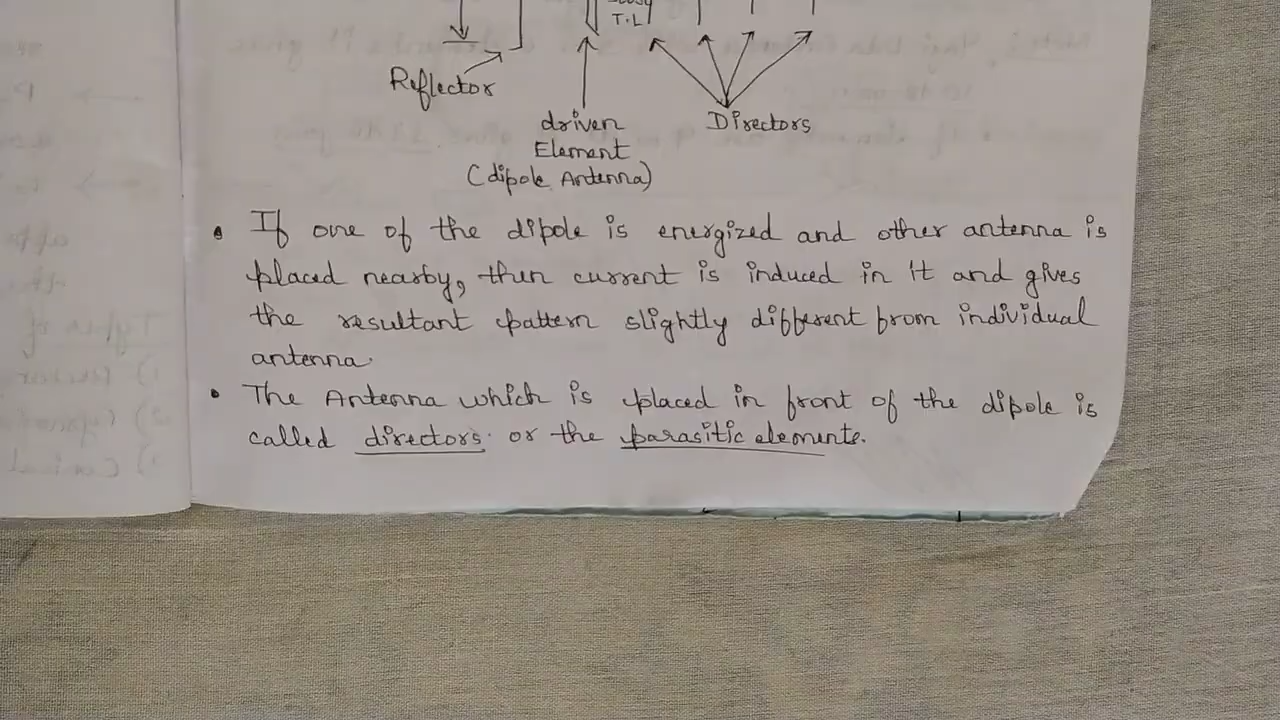 T.L
Reflector
driven
Element
(dipole Antenna)
Directors
• If one of the dipole is energized and other antenna is
placed nearby, then current is induced in it and gives
the resultant pattern slightly different from individual
antenna.
• The Antenna which is placed in front of the dipole is
called directors or the parasitic elements.